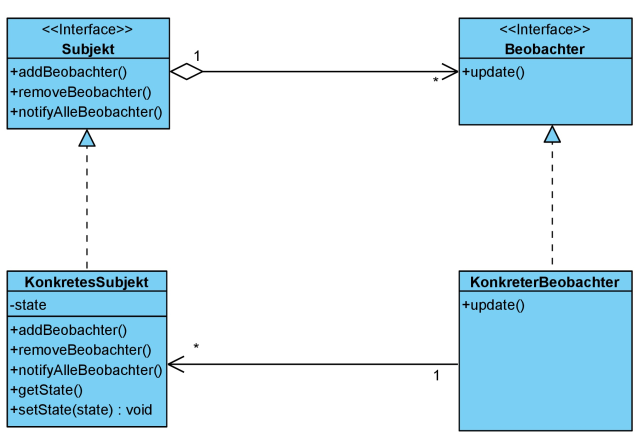 <<Interface>>
Subjekt
+addBeobachter()
+removeBeobachter()
+notifyAlleBeobachter()
1
*
<<Interface>>
Beobachter
+update()
KonkretesSubjekt
-state
+addBeobachter()
+removeBeobachter()
+notifyAlleBeobachter()
+getState()
+setState(state) : void
*
1
KonkreterBeobachter
+update()